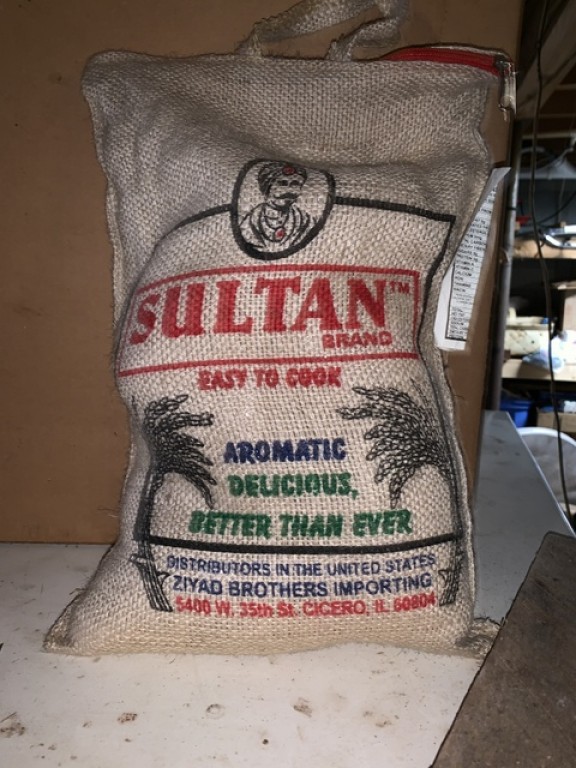 SULTAN™
BRAND
EASY TO COOK
AROMATIC
DELICIOUS,
BETTER THAN EVER
DISTRIBUTORS IN THE UNITED STATES
ZIYAD BROTHERS IMPORTING
5400 W. 35th St. CICERO, IL 60804